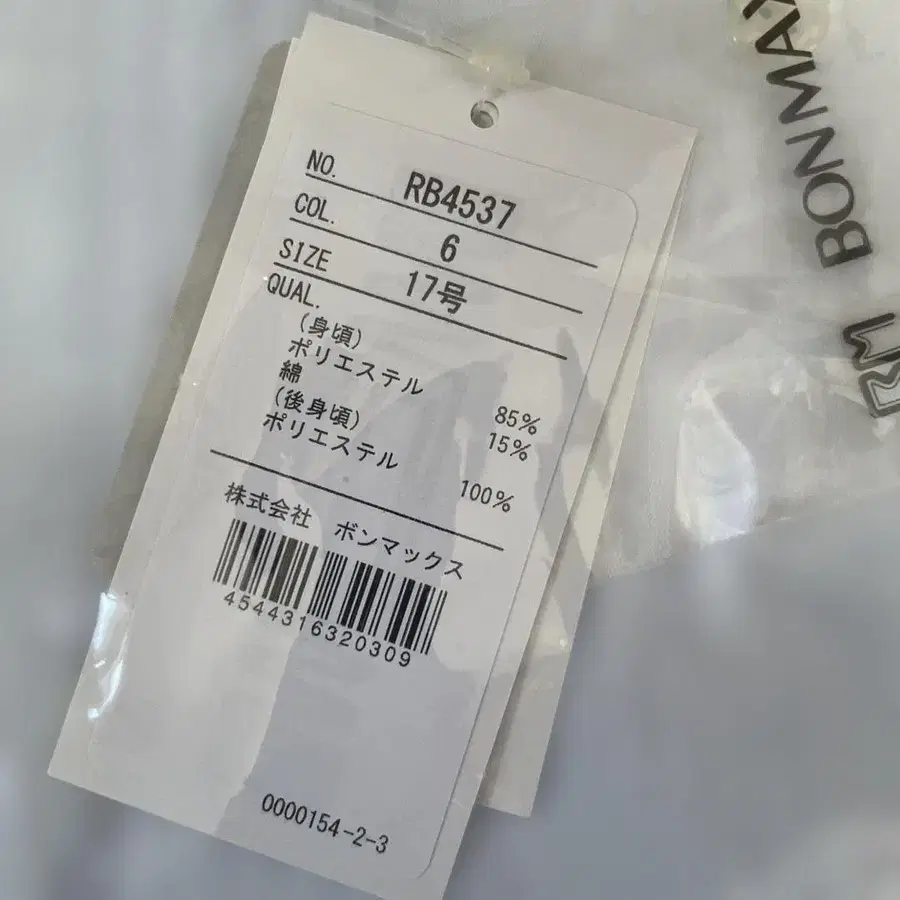 NO. RB4537
COL. 6
SIZE 17号
QUAL.
(身頃)
ポリエステル 85%
綿 15%
(後身頃)
ポリエステル 100%
株式会社 ボンマックス
4544316320309
0000154-2-3
BONMAX